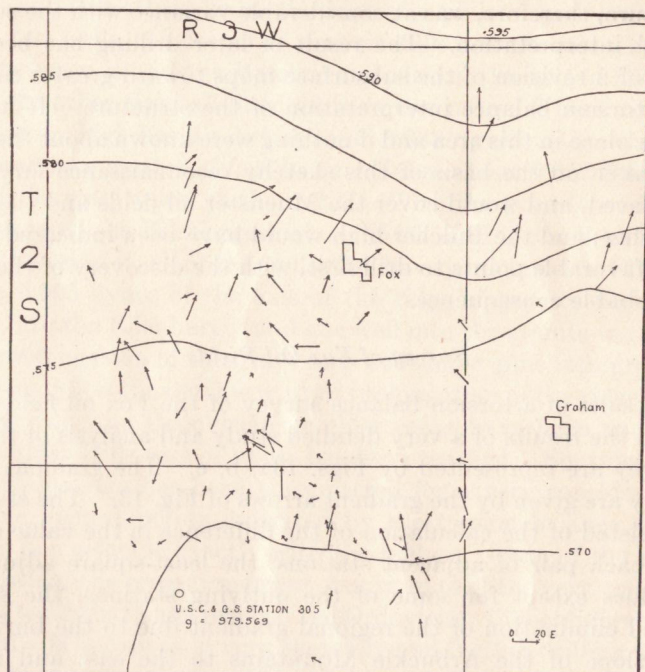 R 3 W
.595
.590
.585
.580
T
2
S
Fox
.575
Graham
.570
U.S.C. & G.S. STATION 305
g = 979.569
0 20 E